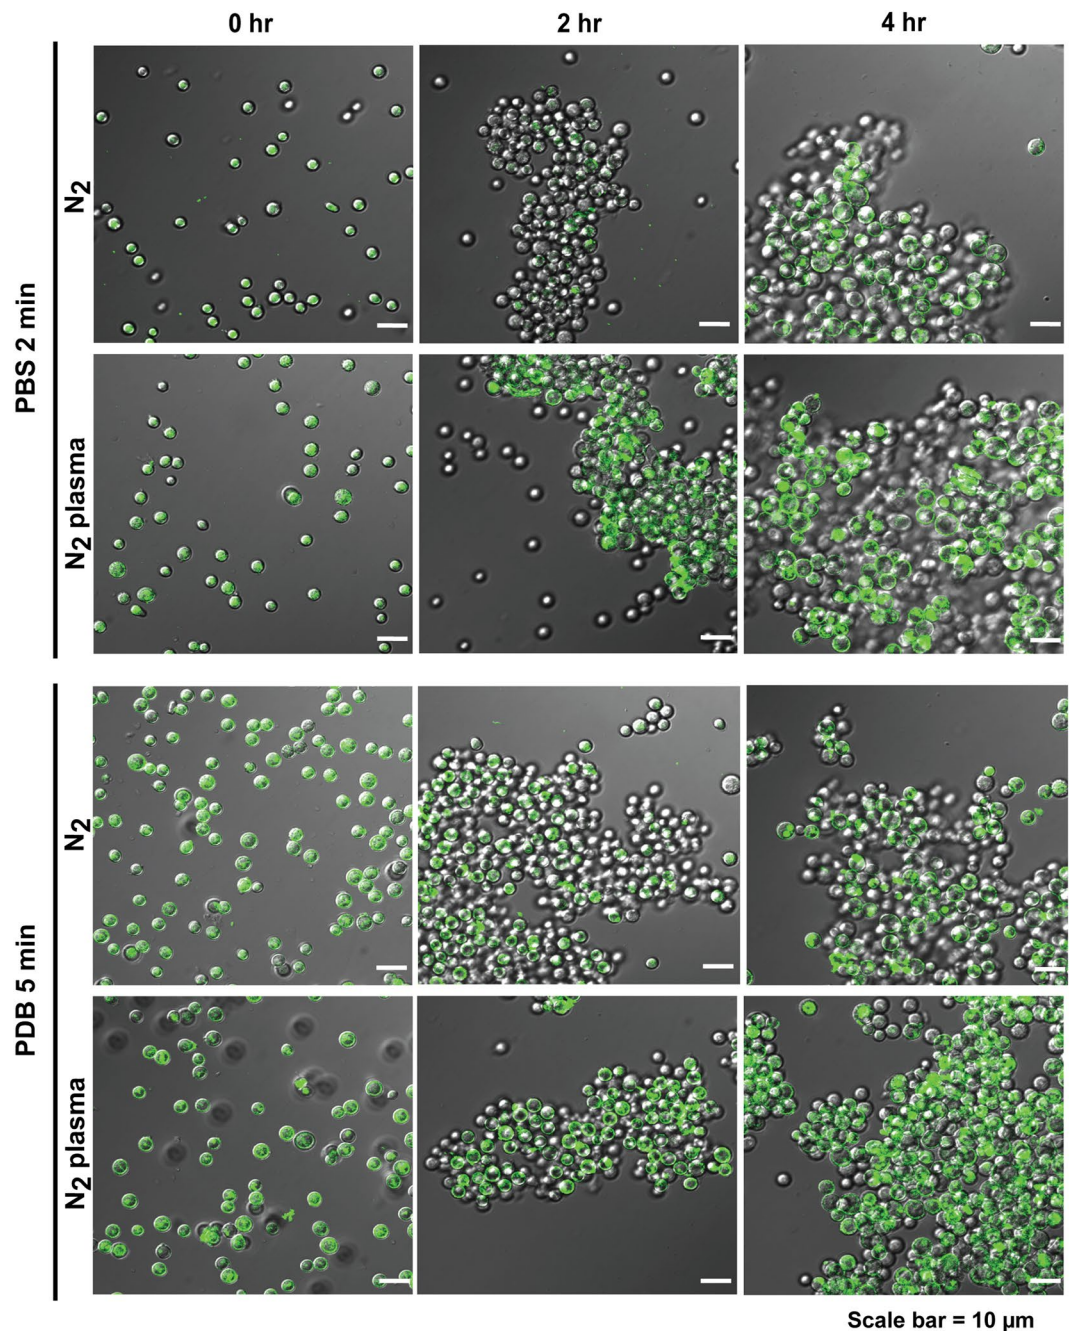 0 hr 2 hr 4 hr
PBS 2 min
N2
N2 plasma
PDB 5 min
N2
N2 plasma
Scale bar = 10 μm